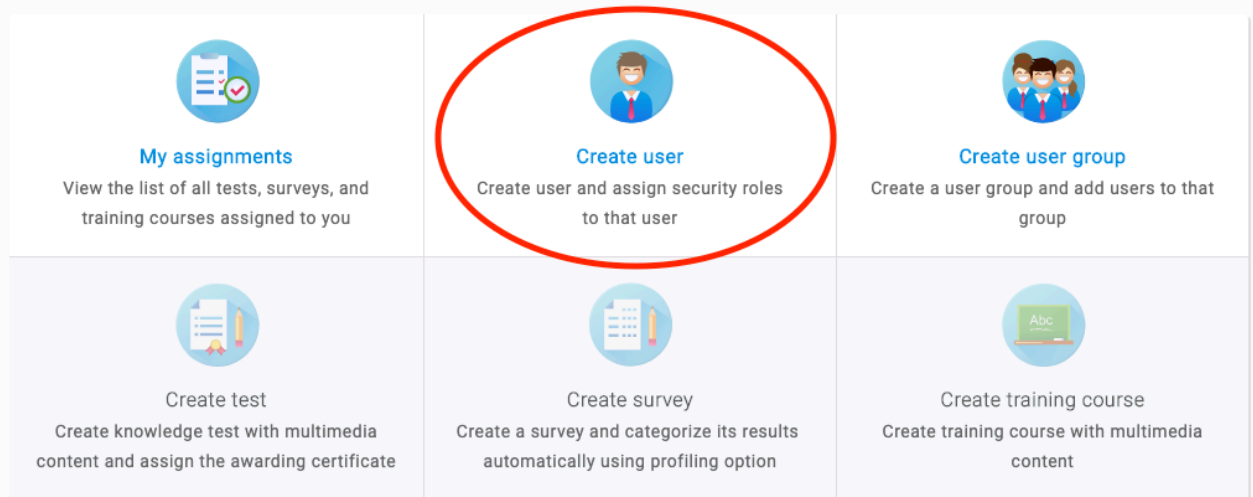 My assignments
View the list of all tests, surveys, and
training courses assigned to you
Create user
Create user and assign security roles
to that user
Create user group
Create a user group and add users to that
group
Create test
Create knowledge test with multimedia
content and assign the awarding certificate
Create survey
Create a survey and categorize its results
automatically using profiling option
Abc
Create training course
Create training course with multimedia
content